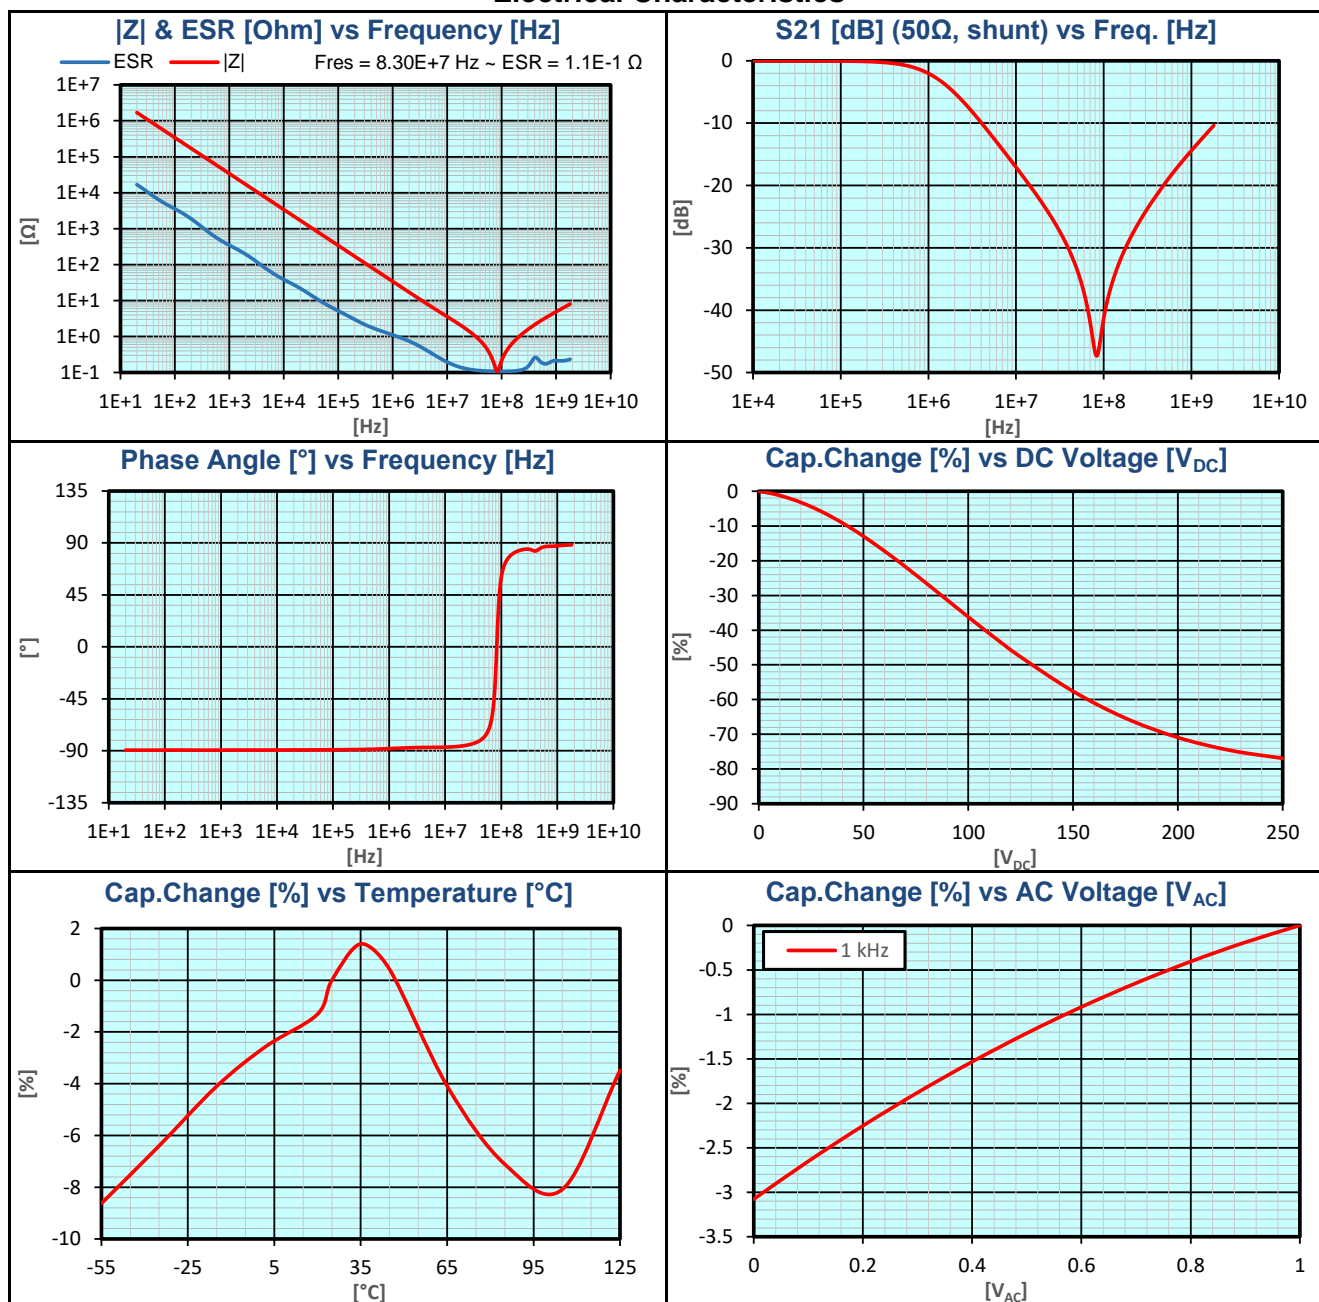 |Z| & ESR [Ohm] vs Frequency [Hz]
ESR |Z| Fres = 8.30E+7 Hz ~ ESR = 1.1E-1 Ω
1E+7
1E+6
1E+5
1E+4
1E+3
1E+2
1E+1
1E+0
1E-1
[Ω]
1E+1 1E+2 1E+3 1E+4 1E+5 1E+6 1E+7 1E+8 1E+9 1E+10
[Hz]
S21 [dB] (50Ω, shunt) vs Freq. [Hz]
0
-10
-20
-30
-40
-50
[dB]
1E+4 1E+5 1E+6 1E+7 1E+8 1E+9 1E+10
[Hz]
Phase Angle [°] vs Frequency [Hz]
135
90
45
0
-45
-90
-135
[°]
1E+1 1E+2 1E+3 1E+4 1E+5 1E+6 1E+7 1E+8 1E+9 1E+10
[Hz]
Cap.Change [%] vs DC Voltage [VDC]
0
-10
-20
-30
-40
-50
-60
-70
-80
-90
[%]
0 50 100 150 200 250
[VDC]
Cap.Change [%] vs Temperature [°C]
2
0
-2
-4
-6
-8
-10
[%]
-55 -25 5 35 65 95 125
[°C]
Cap.Change [%] vs AC Voltage [VAC]
1 kHz
0
-0.5
-1
-1.5
-2
-2.5
-3
-3.5
[%]
0 0.2 0.4 0.6 0.8 1
[VAC]